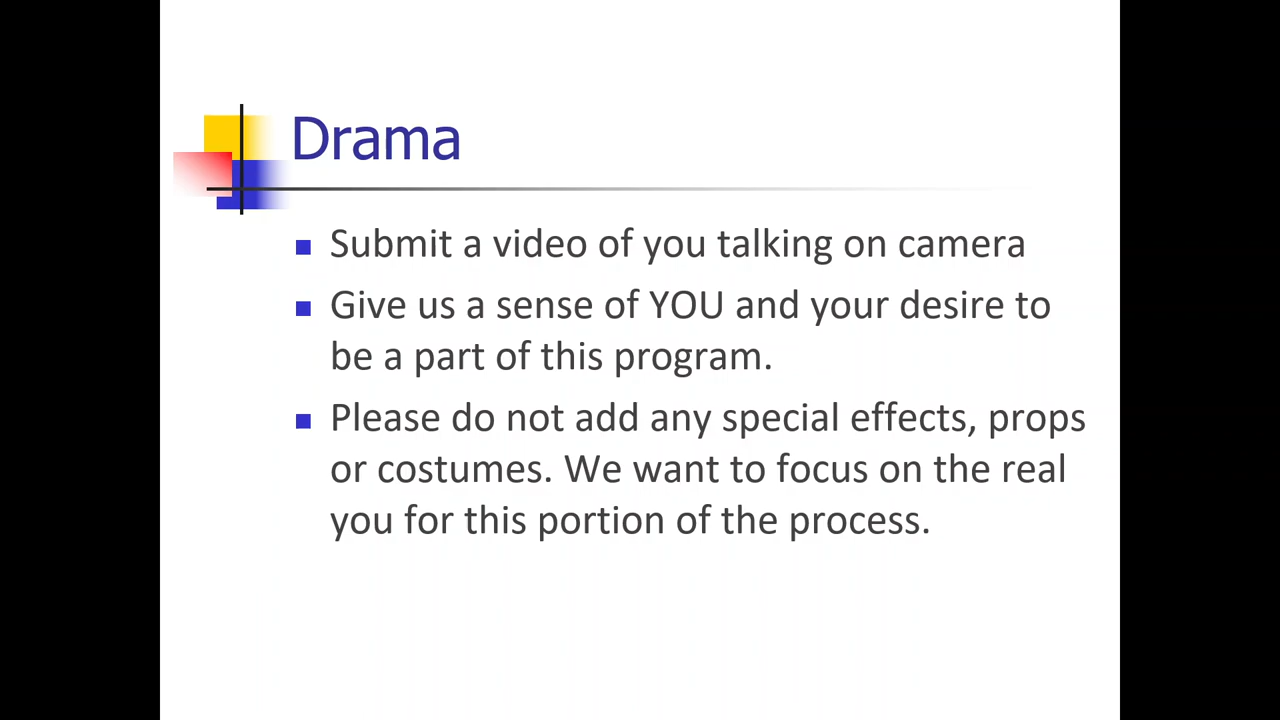 Drama
Submit a video of you talking on camera
Give us a sense of YOU and your desire to
be a part of this program.
Please do not add any special effects, props
or costumes. We want to focus on the real
you for this portion of the process.